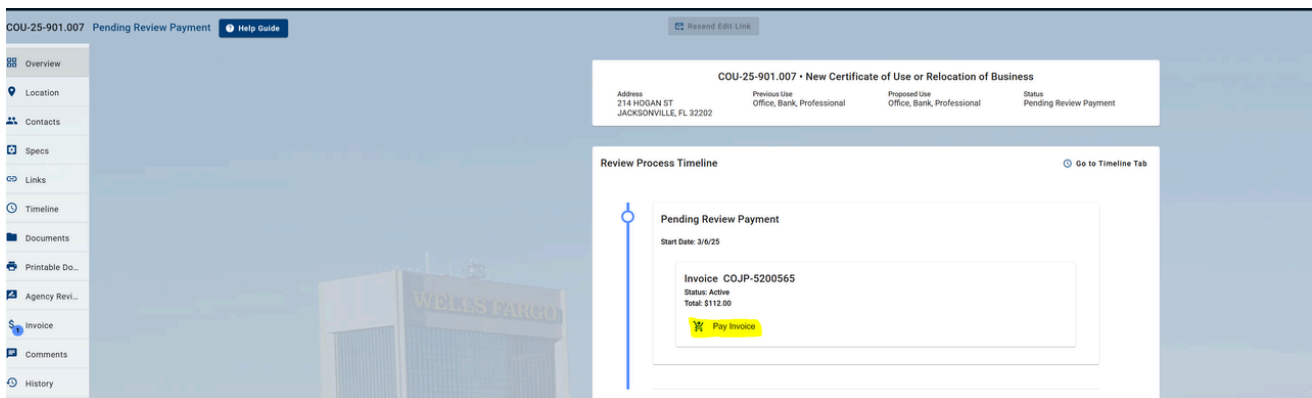 COU-25-901.007 Pending Review Payment Help Guide
Resend Edit Link
Overview
Location
Contacts
Specs
Links
Timeline
Documents
Printable Do...
Agency Revi...
Invoice
1
Comments
History
COU-25-901.007 • New Certificate of Use or Relocation of Business
Address Previous Use Proposed Use Status
214 HOGAN ST Office, Bank, Professional Office, Bank, Professional Pending Review Payment
JACKSONVILLE, FL 32202
Review Process Timeline Go to Timeline Tab
Pending Review Payment
Start Date: 3/6/25
Invoice COJP-5200565
Status: Active
Total: $112.00
Pay Invoice
WELLS FARGO